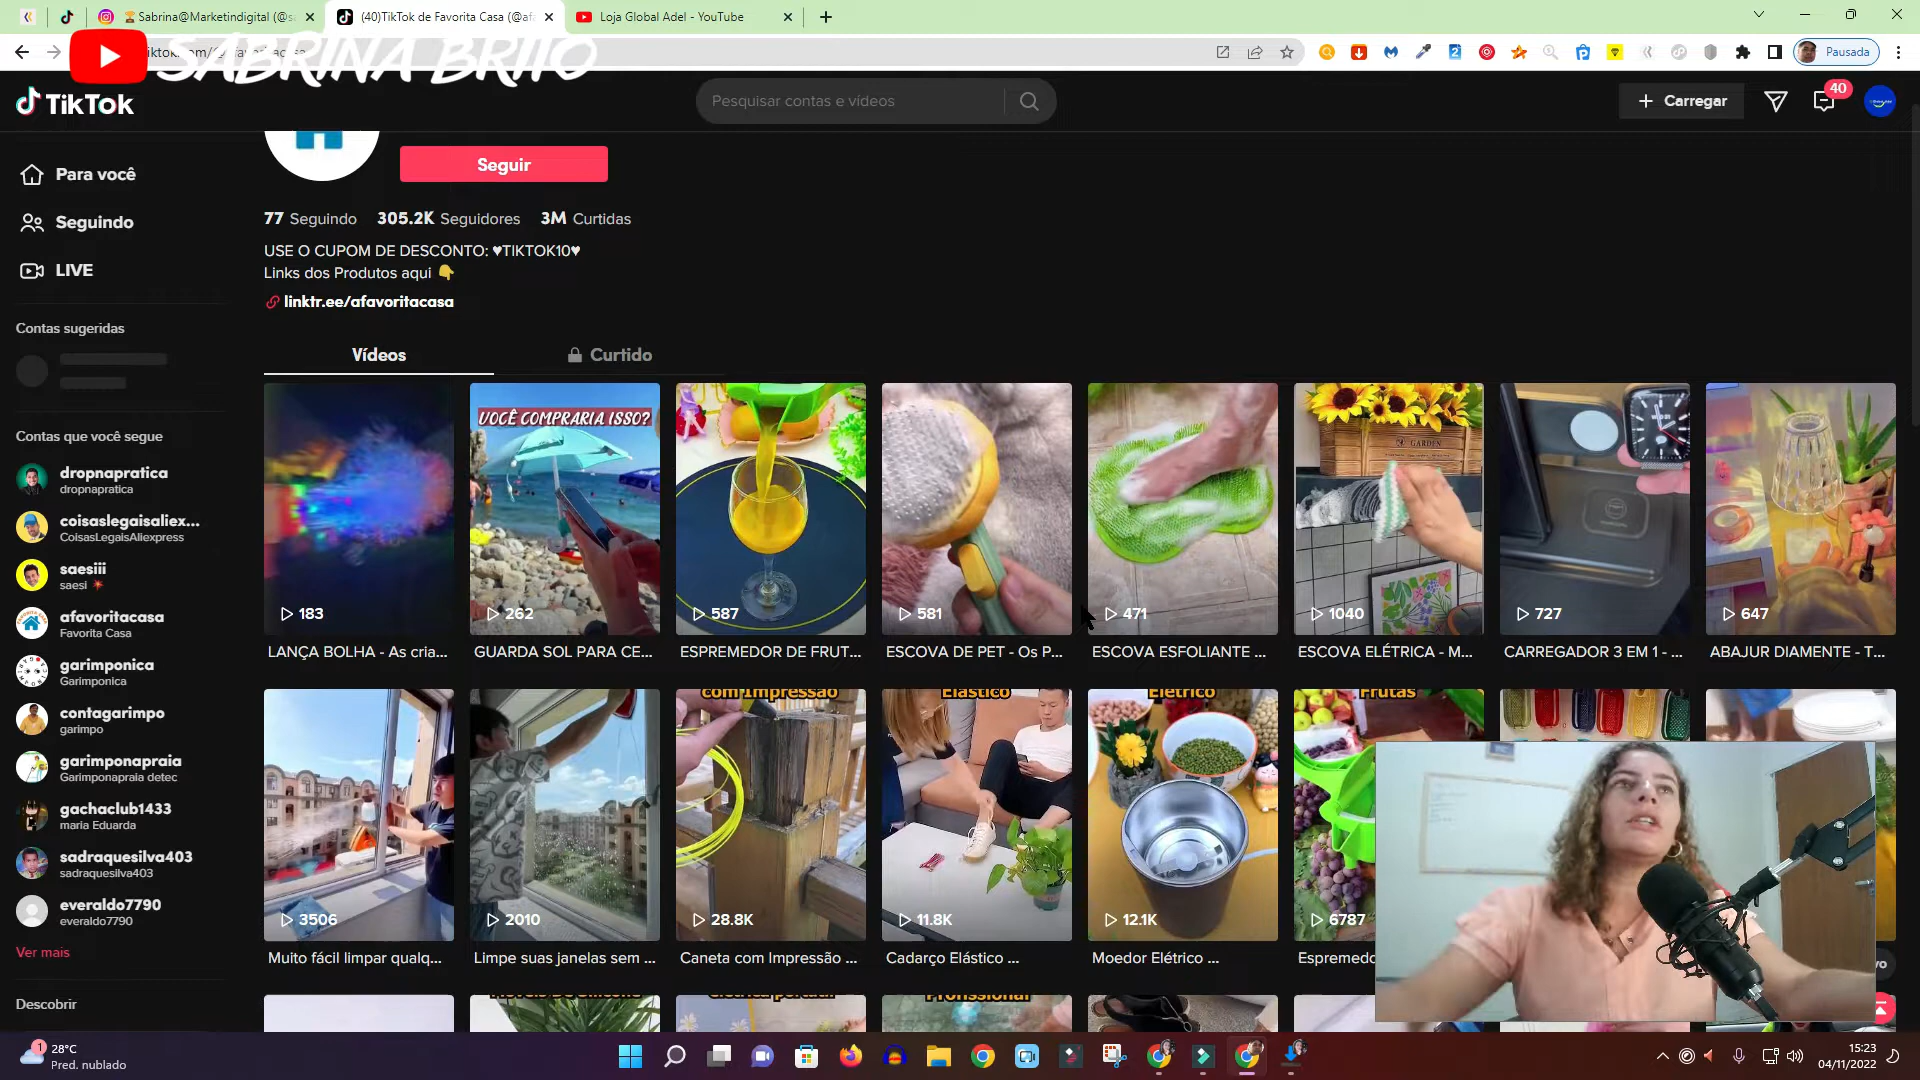 🏆Sabrina@Marketindigital (@sa
(40)TikTok de Favorita Casa (@afa
Loja Global Adel - YouTube
SABRINA BRITO
Pausada
TikTok
Pesquisar contas e vídeos
Carregar
40
Para você
Seguindo
LIVE
Contas sugeridas
Contas que você segue
dropnapratica
dropnapratica
coisaslegaisaliex...
CoisasLegaisAliexpress
saesiii
saesi
afavoritacasa
Favorita Casa
garimponica
Garimponica
contagarimpo
garimpo
garimponapraia
Garimponapraia detec
gachaclub1433
maria Eduarda
sadraquesilva403
sadraquesilva403
everaldo7790
everaldo7790
Ver mais
Descobrir
Seguir
77 Seguindo 305.2K Seguidores 3M Curtidas
USE O CUPOM DE DESCONTO: ♥TIKTOK10♥
Links dos Produtos aqui 👇
linktr.ee/afavoritacasa
Vídeos
Curtido
VOCÊ COMPRARIA ISSO?
GARDEN
183
262
587
581
471
1040
727
647
LANÇA BOLHA - As cria...
GUARDA SOL PARA CE...
ESPREMEDOR DE FRUT...
ESCOVA DE PET - Os P...
ESCOVA ESFOLIANTE ...
ESCOVA ELÉTRICA - M...
CARREGADOR 3 EM 1 - ...
ABAJUR DIAMENTE - T...
com Impressão
Elástico
Elétrico
Frutas
3506
2010
28.8K
11.8K
12.1K
6787
Muito fácil limpar qualq...
Limpe suas janelas sem ...
Caneta com Impressão ...
Cadarço Elástico ...
Moedor Elétrico ...
Espremed
Profissional
1
28°C
Pred. nublado
15:23
04/11/2022